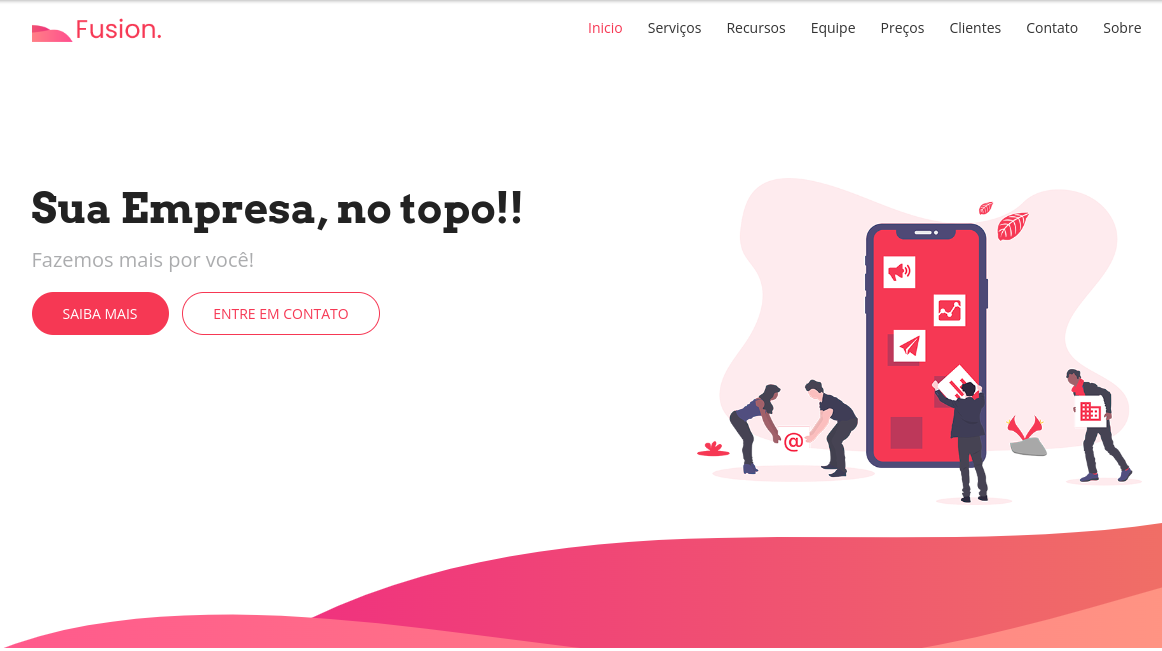 Fusion.
Inicio Serviços Recursos Equipe Preços Clientes Contato Sobre
Sua Empresa, no topo!!
Fazemos mais por você!
SAIBA MAIS ENTRE EM CONTATO
@